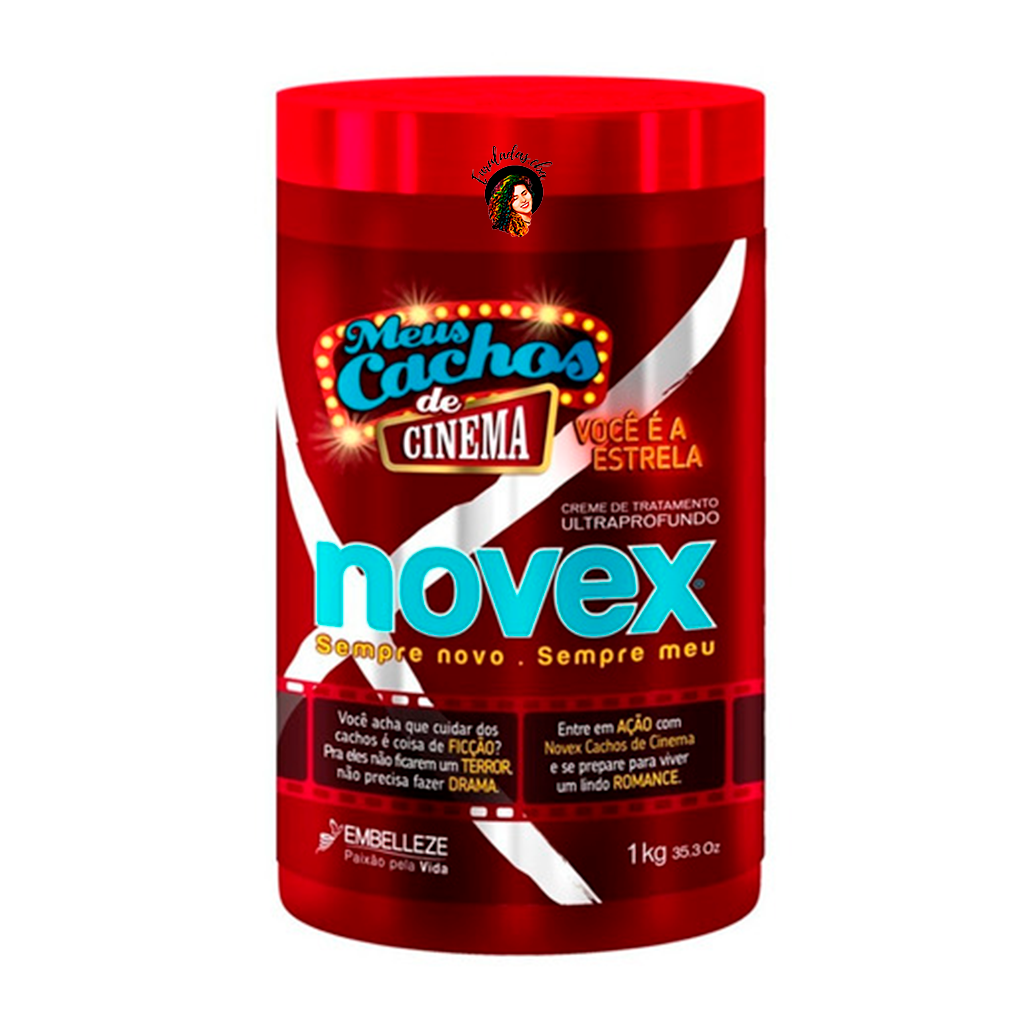 Meus
Cachos
de
CINEMA
VOCÊ É A
ESTRELA
CREME DE TRATAMENTO
ULTRAPROFUNDO
novex®
Sempre novo . Sempre meu
Você acha que cuidar dos
cachos é coisa de FICÇÃO?
Pra eles não ficarem um TERROR,
não precisa fazer DRAMA.
Entre em AÇÃO com
Novex Cachos de Cinema
e se prepare para viver
um lindo ROMANCE.
EMBELLEZE
Paixão pela Vida
1kg 35.3 Oz